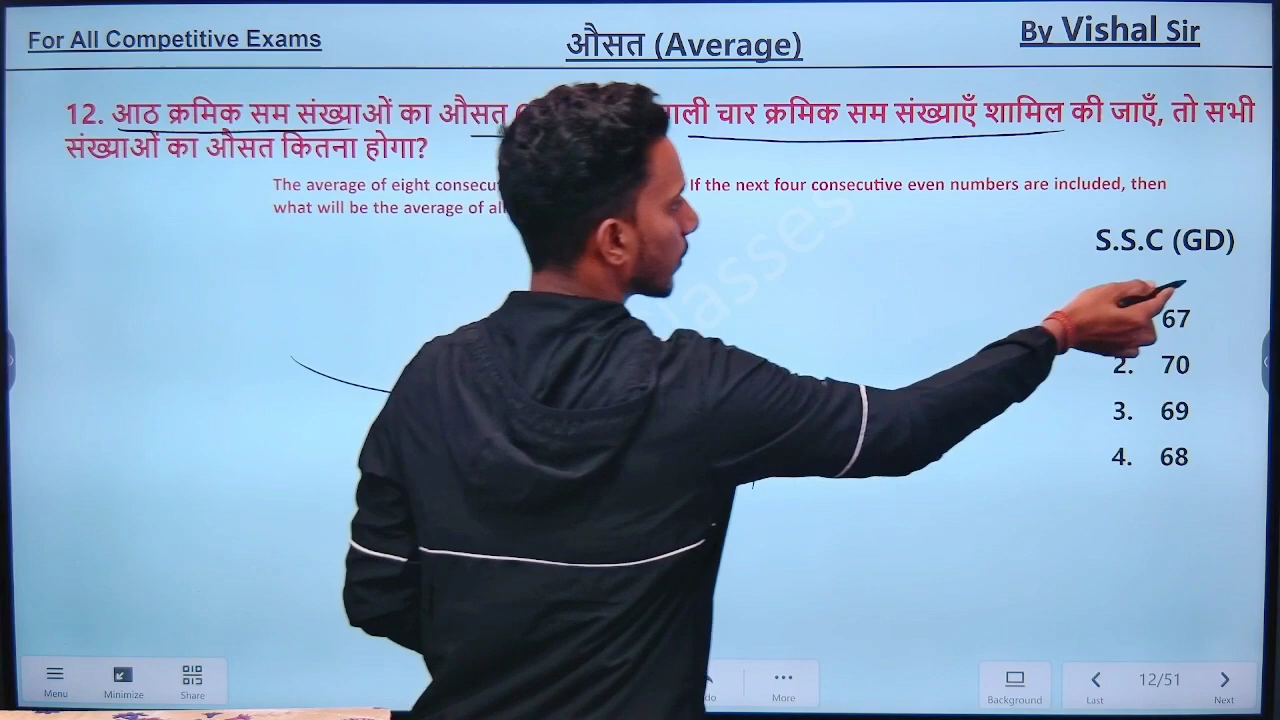 For All Competitive Exams
औसत (Average)
By Vishal Sir
12. आठ क्रमिक सम संख्याओं का औसत चार क्रमिक सम संख्याएँ शामिल की जाएँ, तो सभी
संख्याओं का औसत कितना होगा?
The average of eight If the next four consecutive even numbers are included, then
what will be the average of all
S.S.C (GD)
67
2. 70
3. 69
4. 68
asses
Menu
Minimize
Share
More
Background
Last
12/51
Next